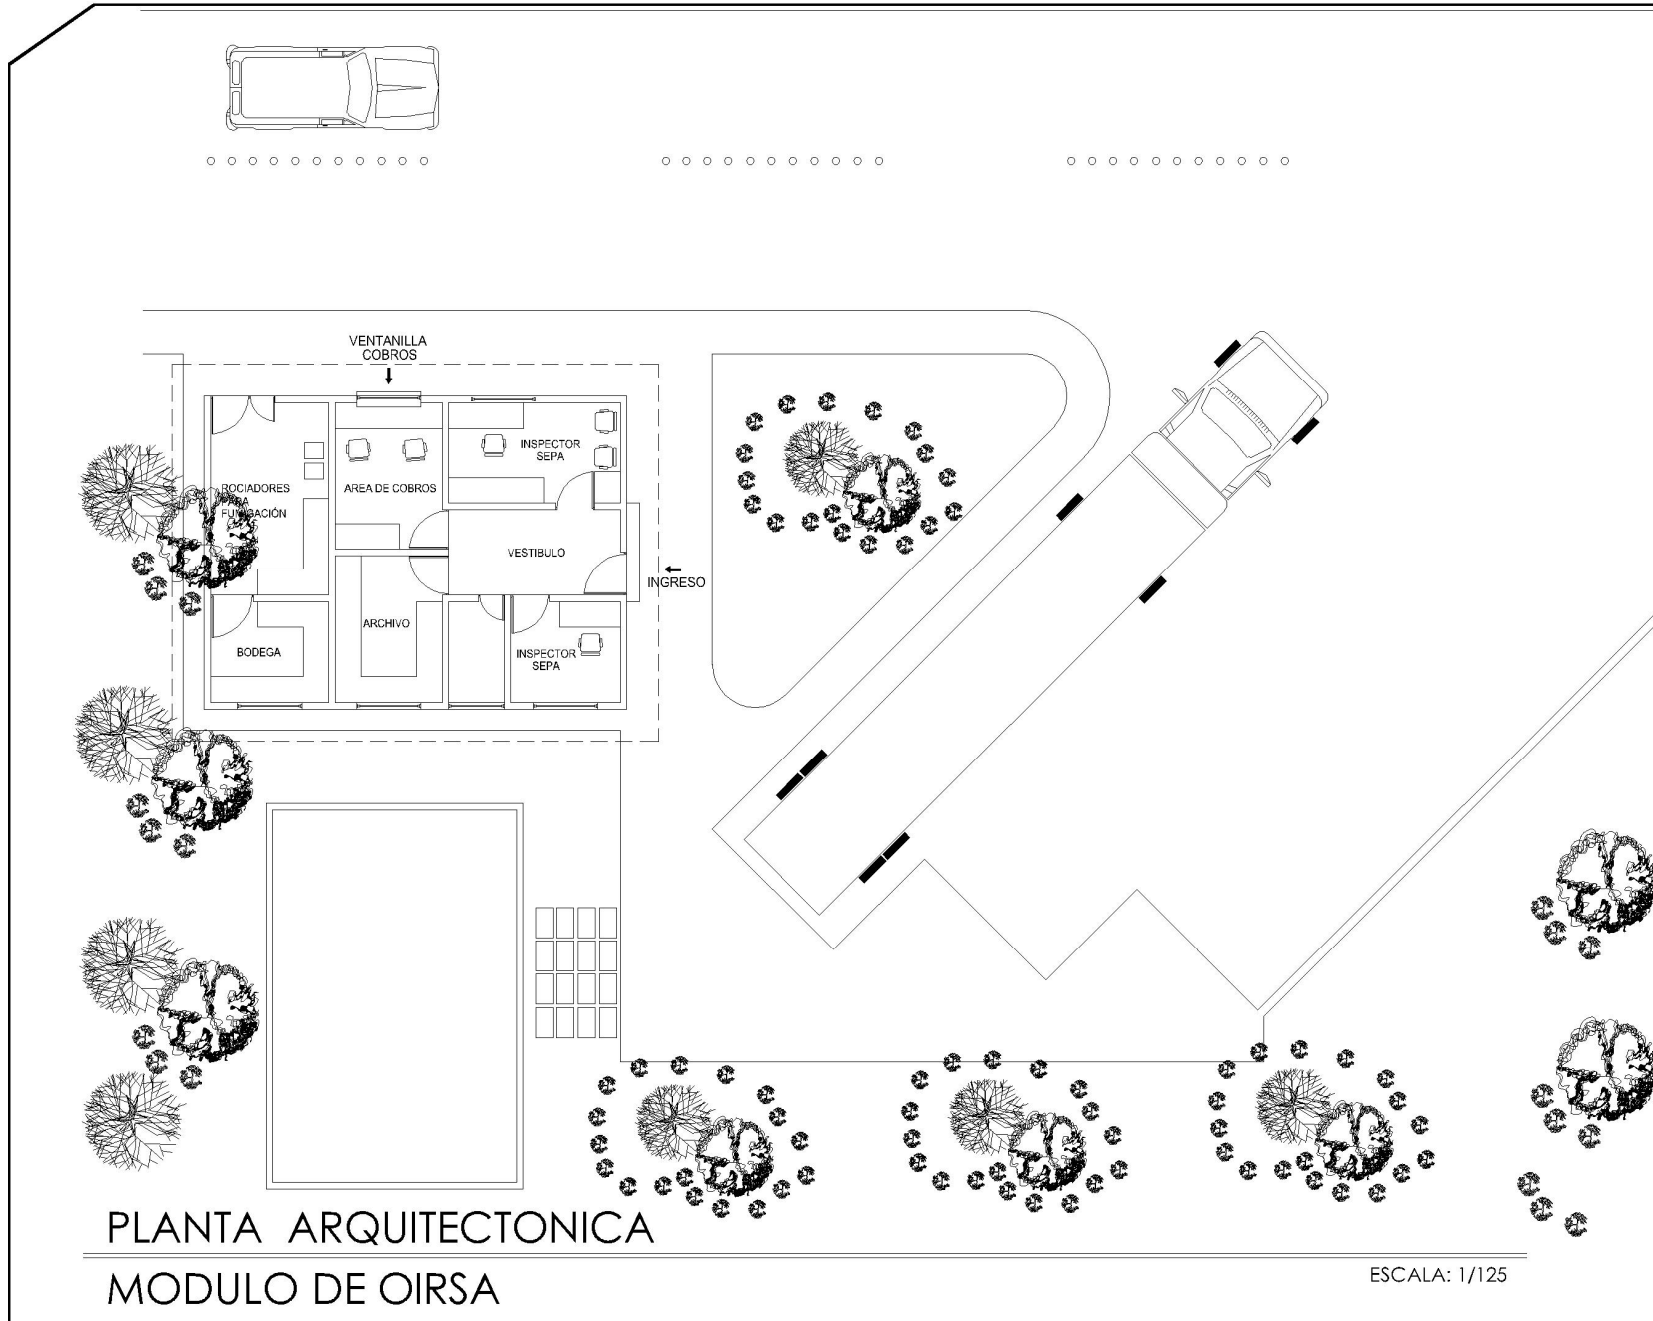 VENTANILLA
COBROS
INSPECTOR
SEPA
ROCIADORES
PARA
FUMIGACIÓN
AREA DE COBROS
VESTIBULO
INGRESO
ARCHIVO
BODEGA
INSPECTOR
SEPA
PLANTA ARQUITECTONICA
MODULO DE OIRSA
ESCALA: 1/125